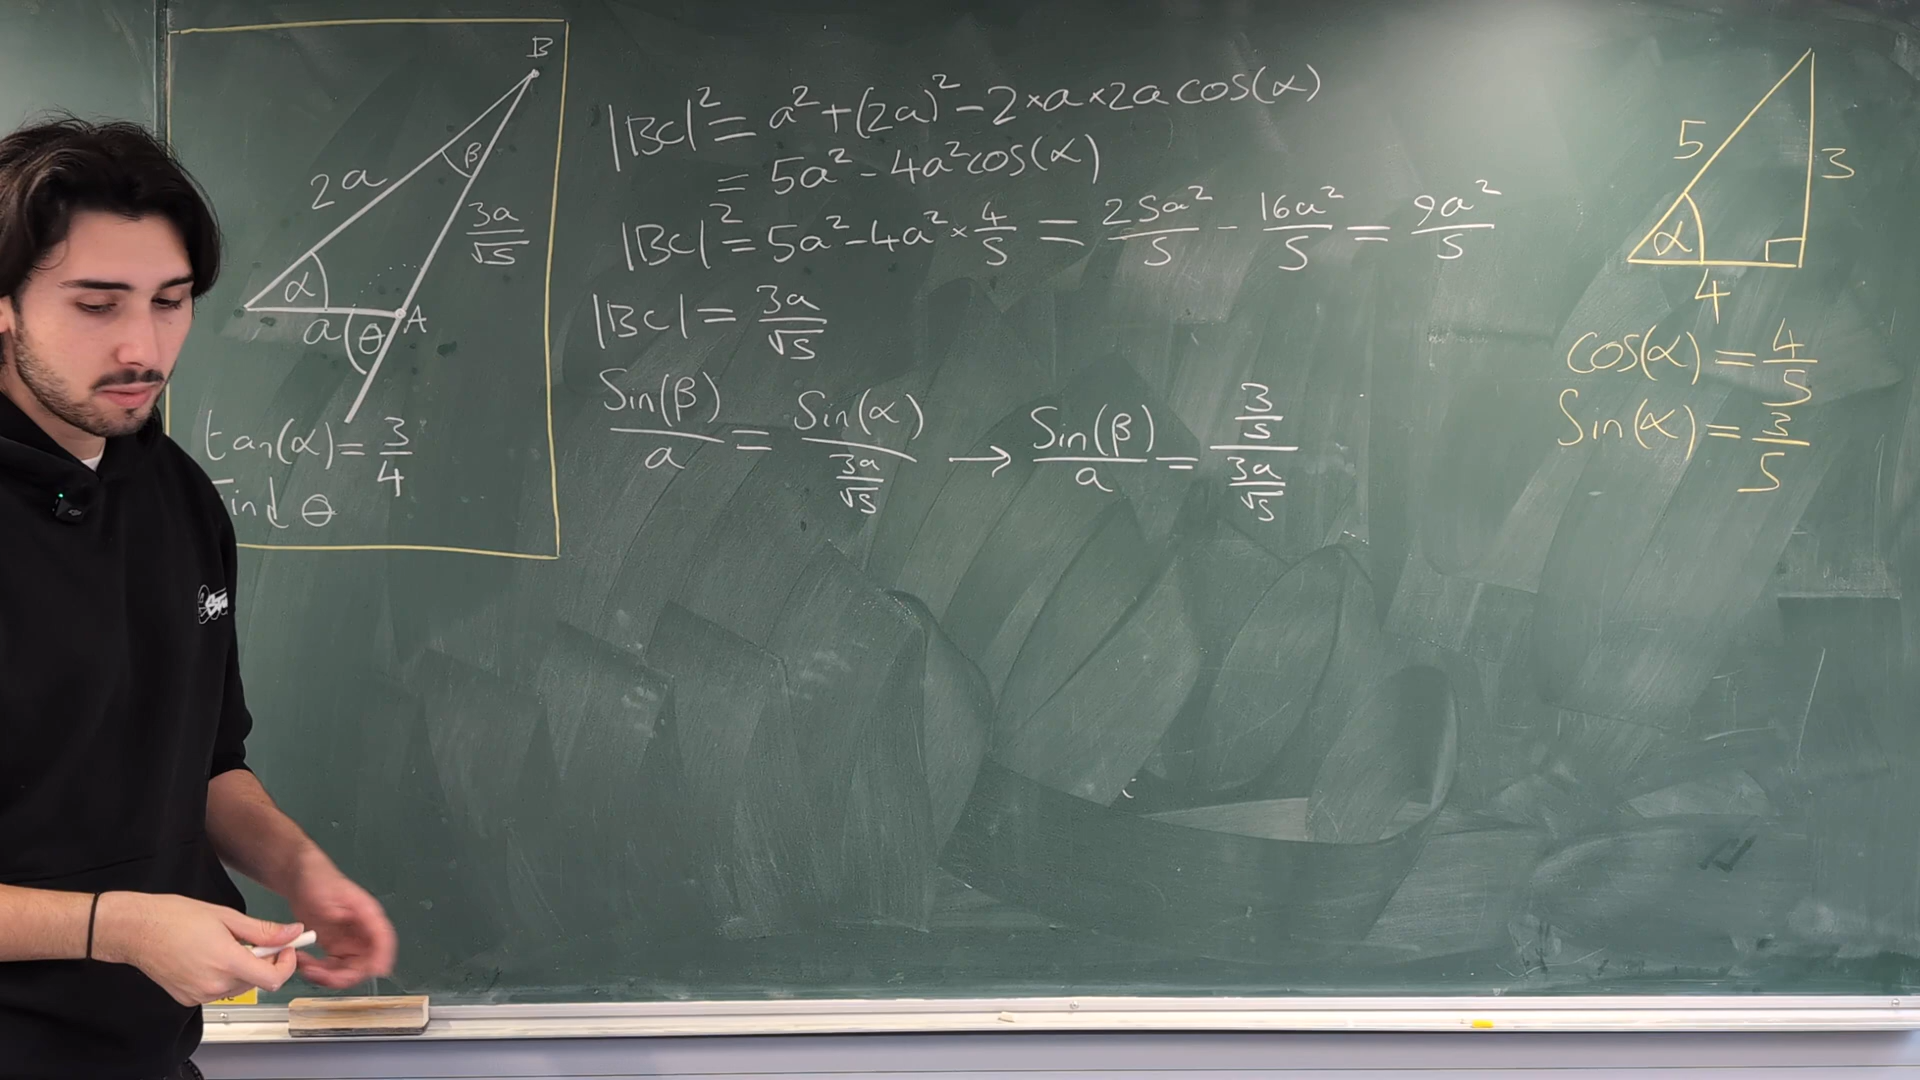 B
2a
β
3a/√5
α
a
θ
A
tan(α) = 3/4
Find θ
|BC|² = a² + (2a)² - 2×a×2a cos(α)
= 5a² - 4a² cos(α)
|BC|² = 5a² - 4a² × 4/5 = 25a²/5 - 16a²/5 = 9a²/5
|BC| = 3a/√5
Sin(β)/a = Sin(α)/(3a/√5) → Sin(β)/a = (3/5)/(3a/√5)
5
3
α
4
cos(α) = 4/5
Sin(α) = 3/5